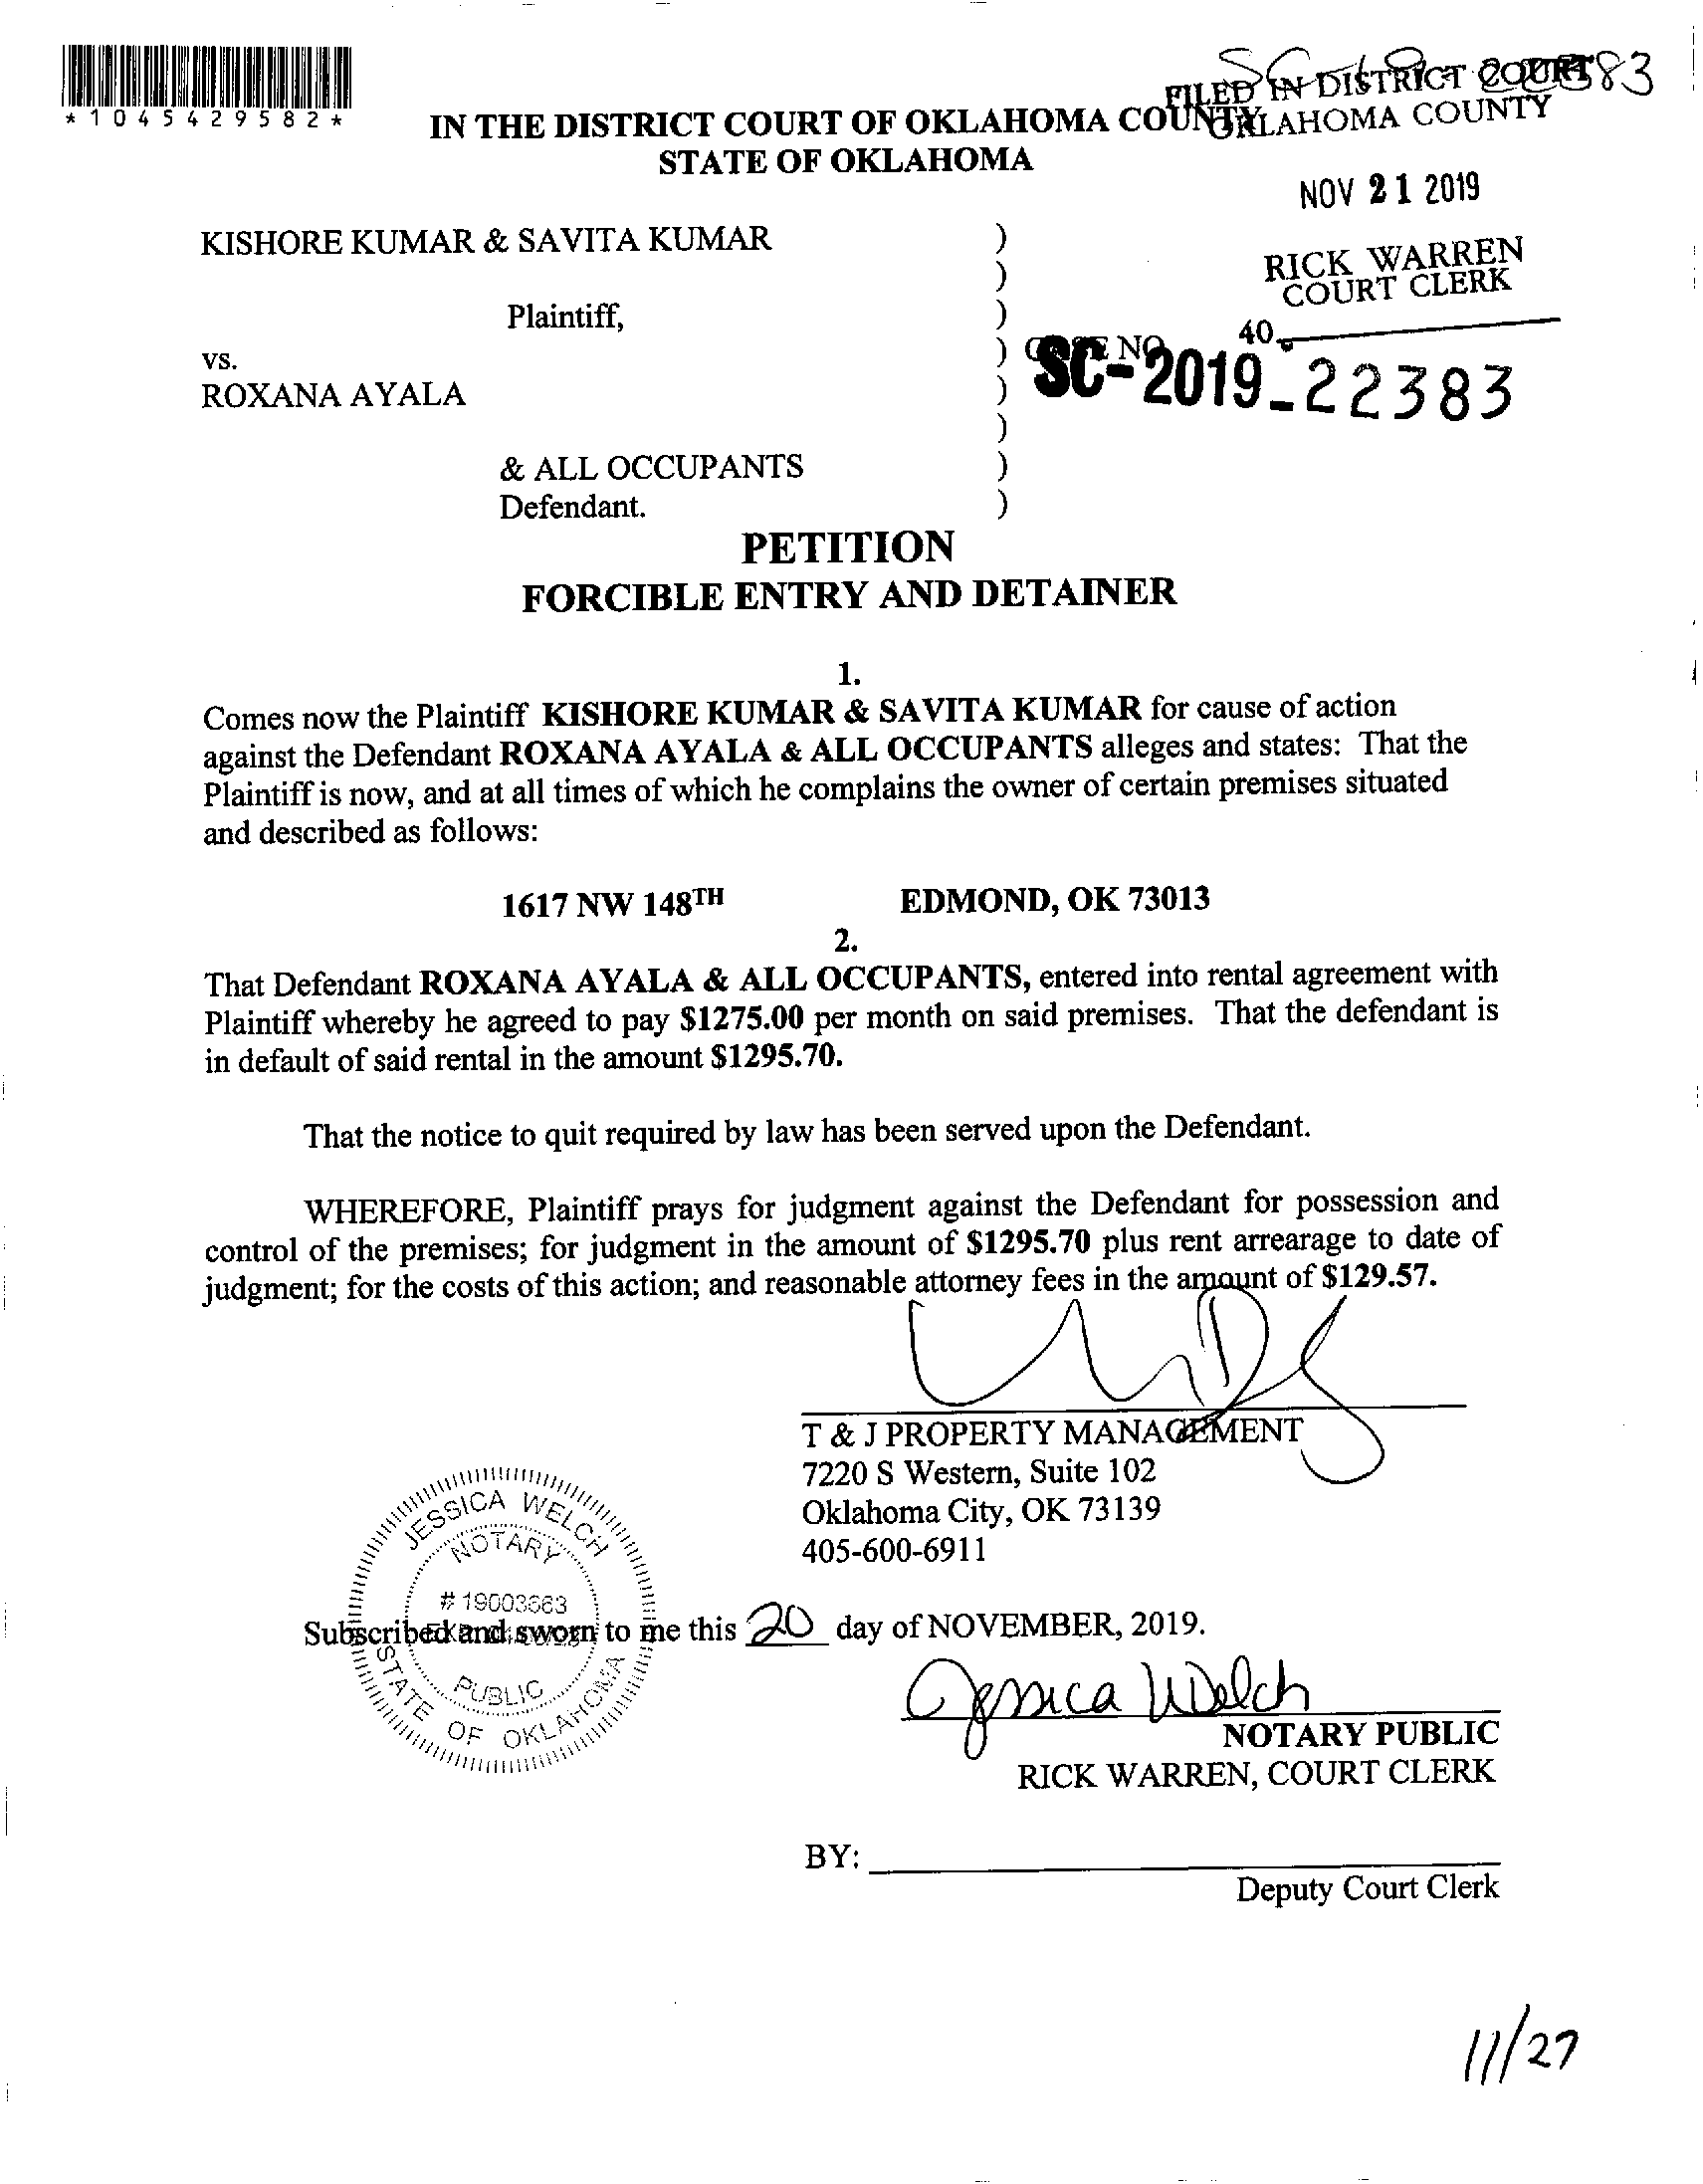 *1045429582*
SC-19-22383
FILED IN DISTRICT COURT
OKLAHOMA COUNTY
IN THE DISTRICT COURT OF OKLAHOMA COUNTY
STATE OF OKLAHOMA
NOV 21 2019
KISHORE KUMAR & SAVITA KUMAR )
)
RICK WARREN
COURT CLERK
Plaintiff, )
40
vs. ) CASE NO.
SC-2019-22383
ROXANA AYALA )
)
& ALL OCCUPANTS )
Defendant. )
PETITION
FORCIBLE ENTRY AND DETAINER
1.
Comes now the Plaintiff KISHORE KUMAR & SAVITA KUMAR for cause of action
against the Defendant ROXANA AYALA & ALL OCCUPANTS alleges and states: That the
Plaintiff is now, and at all times of which he complains the owner of certain premises situated
and described as follows:
1617 NW 148TH EDMOND, OK 73013
2.
That Defendant ROXANA AYALA & ALL OCCUPANTS, entered into rental agreement with
Plaintiff whereby he agreed to pay $1275.00 per month on said premises. That the defendant is
in default of said rental in the amount $1295.70.
That the notice to quit required by law has been served upon the Defendant.
WHEREFORE, Plaintiff prays for judgment against the Defendant for possession and
control of the premises; for judgment in the amount of $1295.70 plus rent arrearage to date of
judgment; for the costs of this action; and reasonable attorney fees in the amount of $129.57.
T & J PROPERTY MANAGEMENT
7220 S Western, Suite 102
Oklahoma City, OK 73139
405-600-6911
JESSICA WELCH
NOTARY
# 19003663
PUBLIC
STATE OF OKLAHOMA
Subscribed and sworn to me this 20 day of NOVEMBER, 2019.
Jessica Welch
NOTARY PUBLIC
RICK WARREN, COURT CLERK
BY:
Deputy Court Clerk
11/27